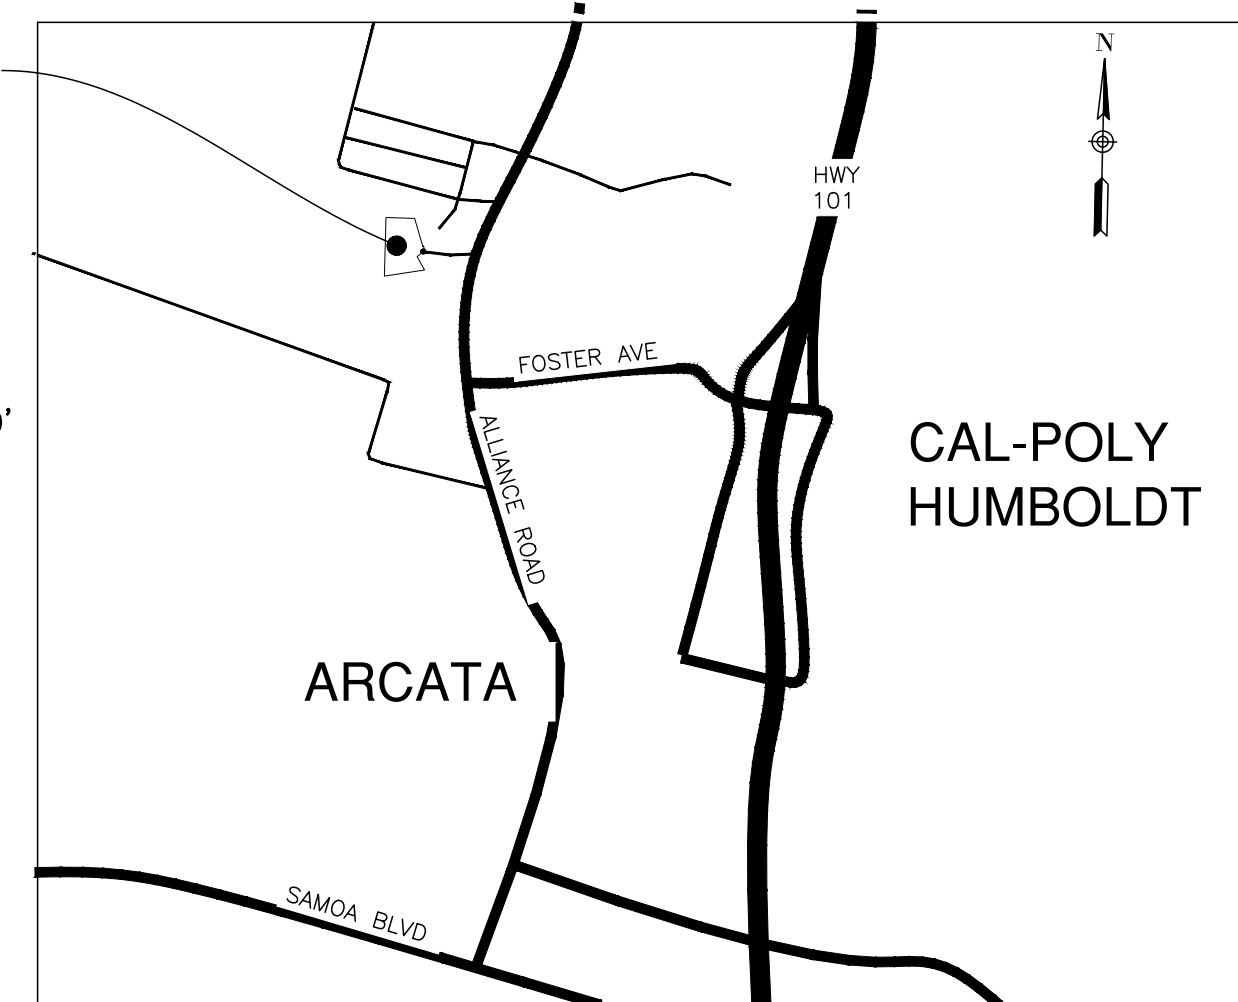 N
HWY
101
FOSTER AVE
ALLIANCE ROAD
CAL-POLY
HUMBOLDT
ARCATA
SAMOA BLVD